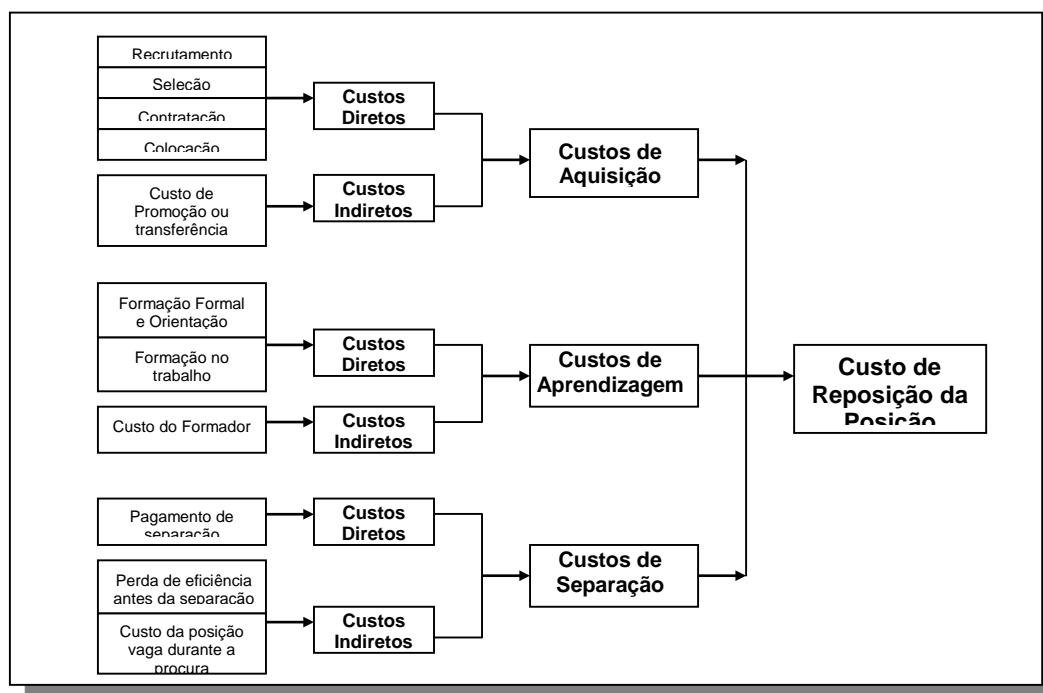 Recrutamento
Seleção
Contratação
Colocação
Custos
Diretos
Custo de
Promoção ou
transferência
Custos
Indiretos
Custos de
Aquisição
Formação Formal
e Orientação
Formação no
trabalho
Custos
Diretos
Custo do Formador
Custos
Indiretos
Custos de
Aprendizagem
Custo de
Reposição da
Posição
Pagamento de
separação
Custos
Diretos
Perda de eficiência
antes da separação
Custo da posição
vaga durante a
procura
Custos
Indiretos
Custos de
Separação